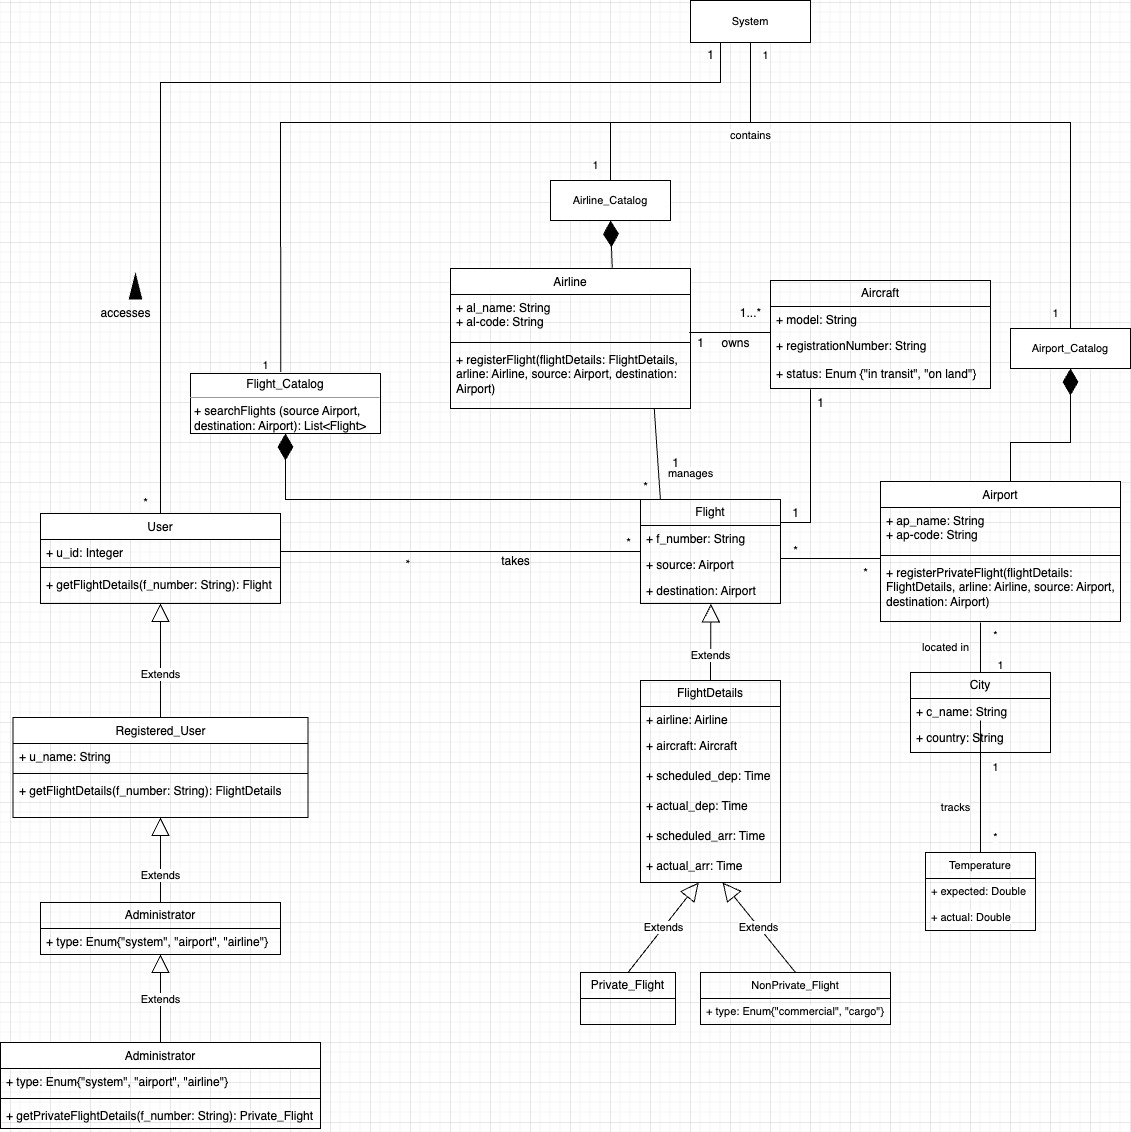 System
1
1
contains
1
Airline_Catalog
Airline
+ al_name: String
+ al-code: String
+ registerFlight(flightDetails: FlightDetails,
arline: Airline, source: Airport, destination:
Airport)
Aircraft
+ model: String
+ registrationNumber: String
+ status: Enum {"in transit", "on land"}
1...*
1
owns
1
Airport_Catalog
accesses
1
Flight_Catalog
+ searchFlights (source Airport,
destination: Airport): List<Flight>
1
1
manages
*
*
1
User
+ u_id: Integer
+ getFlightDetails(f_number: String): Flight
*
takes
*
Flight
+ f_number: String
+ source: Airport
+ destination: Airport
*
*
Airport
+ ap_name: String
+ ap-code: String
+ registerPrivateFlight(flightDetails:
FlightDetails, arline: Airline, source: Airport,
destination: Airport)
*
located in
1
Extends
Extends
City
+ c_name: String
+ country: String
1
tracks
*
Temperature
+ expected: Double
+ actual: Double
Registered_User
+ u_name: String
+ getFlightDetails(f_number: String): FlightDetails
FlightDetails
+ airline: Airline
+ aircraft: Aircraft
+ scheduled_dep: Time
+ actual_dep: Time
+ scheduled_arr: Time
+ actual_arr: Time
Extends
Administrator
+ type: Enum{"system", "airport", "airline"}
Extends
Extends
Extends
Private_Flight
NonPrivate_Flight
+ type: Enum{"commercial", "cargo"}
Administrator
+ type: Enum{"system", "airport", "airline"}
+ getPrivateFlightDetails(f_number: String): Private_Flight